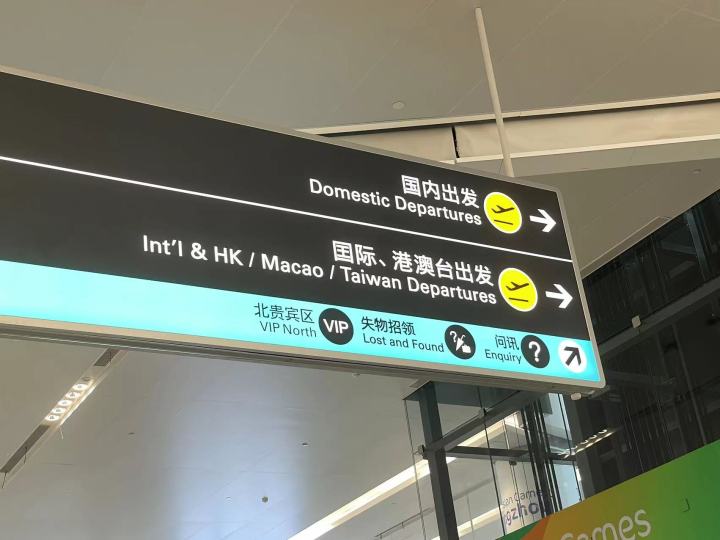 国内出发
Domestic Departures
国际、港澳台出发
Int'l & HK / Macao / Taiwan Departures
北贵宾区
VIP North
VIP
失物招领
Lost and Found
问讯
Enquiry
?
Games